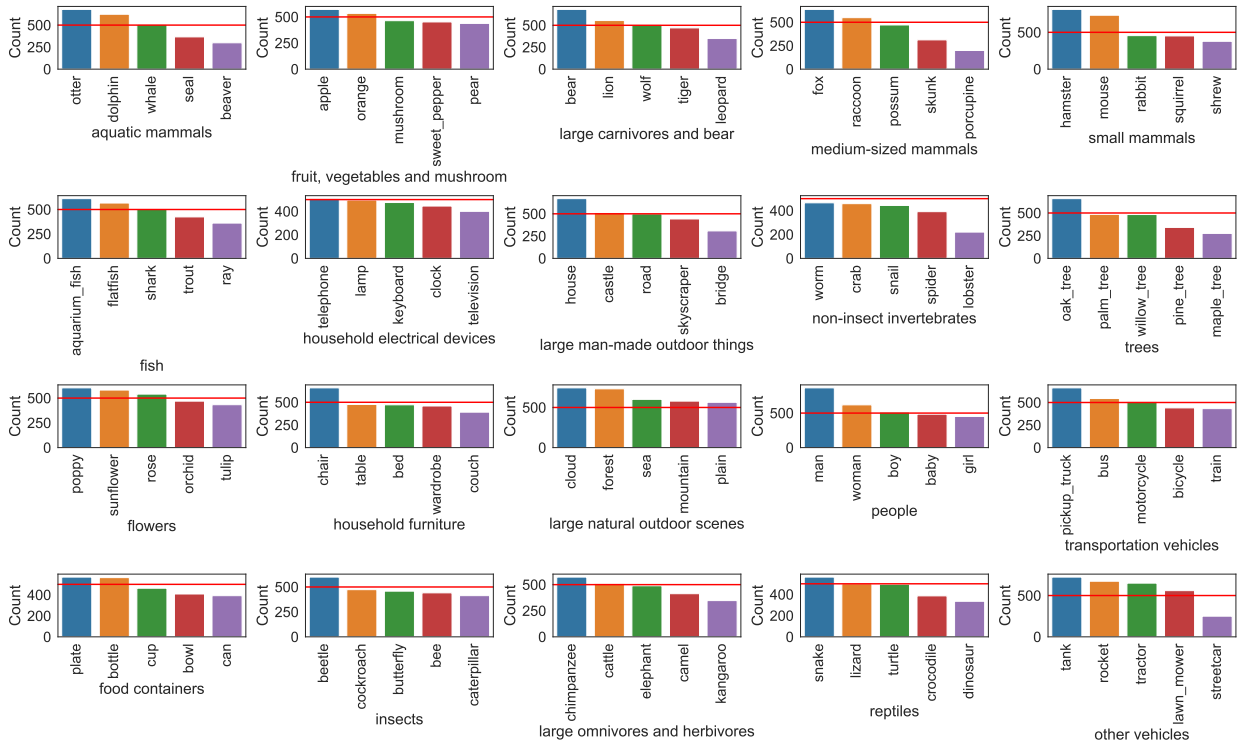 Count
500
250
0
otter
dolphin
whale
seal
beaver
aquatic mammals
Count
500
250
0
apple
orange
mushroom
sweet_pepper
pear
fruit, vegetables and mushroom
Count
500
250
0
bear
lion
wolf
tiger
leopard
large carnivores and bear
Count
500
250
0
fox
raccoon
possum
skunk
porcupine
medium-sized mammals
Count
500
0
hamster
mouse
rabbit
squirrel
shrew
small mammals
Count
500
250
0
aquarium_fish
flatfish
shark
trout
ray
fish
Count
400
200
0
telephone
lamp
keyboard
clock
television
household electrical devices
Count
500
250
0
house
castle
road
skyscraper
bridge
large man-made outdoor things
Count
400
200
0
worm
crab
snail
spider
lobster
non-insect invertebrates
Count
500
250
0
oak_tree
palm_tree
willow_tree
pine_tree
maple_tree
trees
Count
500
250
0
poppy
sunflower
rose
orchid
tulip
flowers
Count
500
250
0
chair
table
bed
wardrobe
couch
household furniture
Count
500
0
cloud
forest
sea
mountain
plain
large natural outdoor scenes
Count
500
0
man
woman
boy
baby
girl
people
Count
500
250
0
pickup_truck
bus
motorcycle
bicycle
train
transportation vehicles
Count
400
200
0
plate
bottle
cup
bowl
can
food containers
Count
500
250
0
beetle
cockroach
butterfly
bee
caterpillar
insects
Count
500
250
0
chimpanzee
cattle
elephant
camel
kangaroo
large omnivores and herbivores
Count
400
200
0
snake
lizard
turtle
crocodile
dinosaur
reptiles
Count
500
0
tank
rocket
tractor
lawn_mower
streetcar
other vehicles